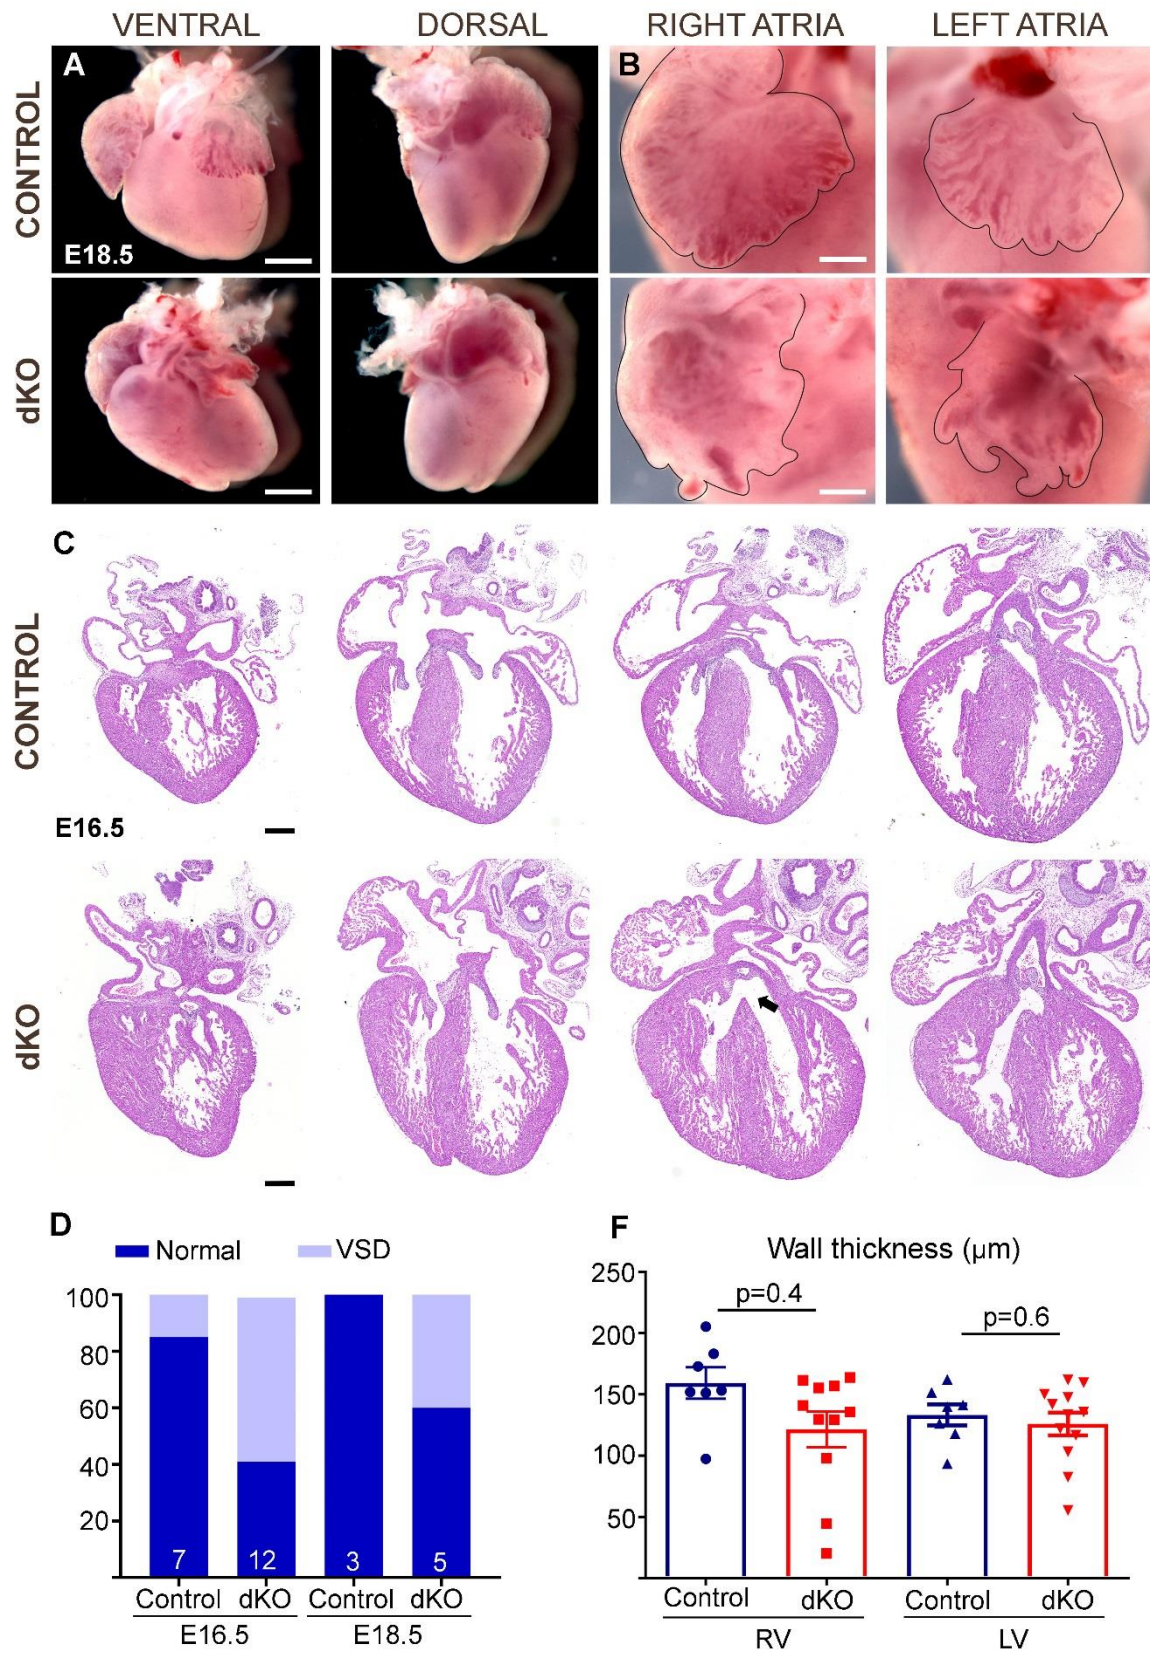 VENTRAL DORSAL RIGHT ATRIA LEFT ATRIA
CONTROL
A
B
E18.5
dKO
C
CONTROL
E16.5
dKO
D
Normal VSD
100
80
60
40
20
7 12 3 5
Control dKO Control dKO
E16.5 E18.5
F
Wall thickness (µm)
250
200
150
100
50
p=0.4
p=0.6
Control dKO Control dKO
RV LV